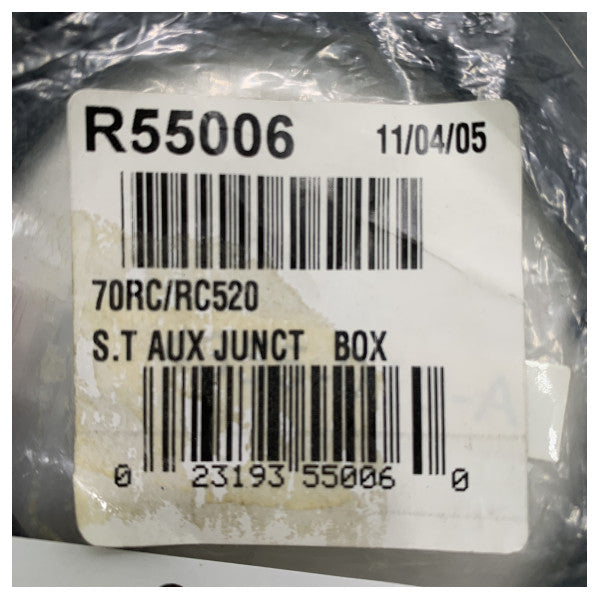 R55006 11/04/05
70RC/RC520
S.T AUX JUNCT BOX
0 23193 55006 0